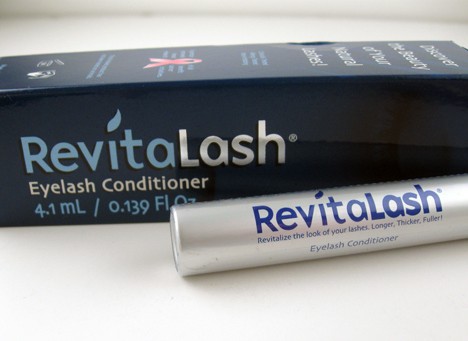 Discover
the Beauty
of Your
Natural
lashes!
RevitaLash®
Eyelash Conditioner
4.1 mL / 0.139 Fl Oz
RevitaLash®
Revitalize the look of your lashes. Longer, Thicker, Fuller!
Eyelash Conditioner